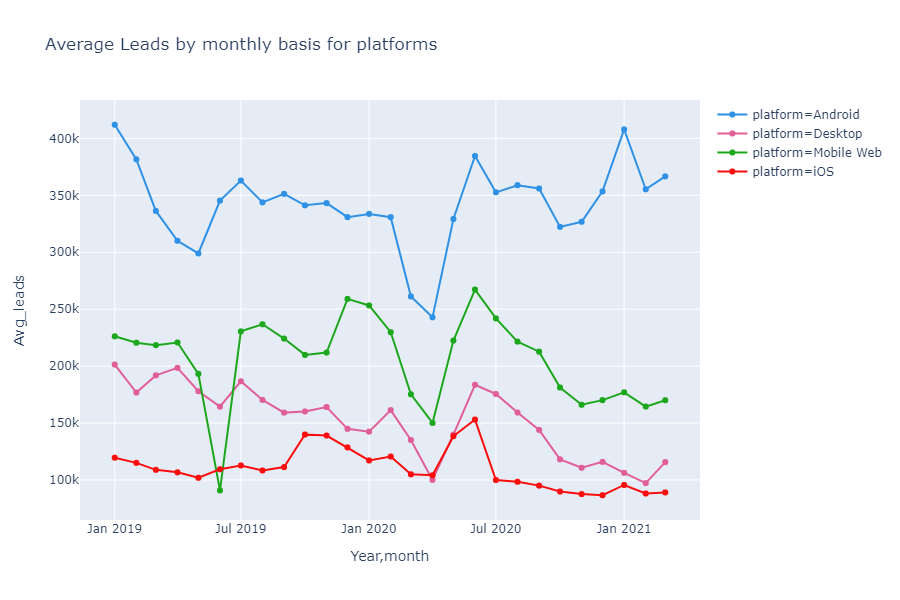 Average Leads by monthly basis for platforms
platform=Android
platform=Desktop
platform=Mobile Web
platform=iOS
400k
350k
300k
250k
200k
150k
100k
Avg_leads
Jan 2019
Jul 2019
Jan 2020
Jul 2020
Jan 2021
Year,month